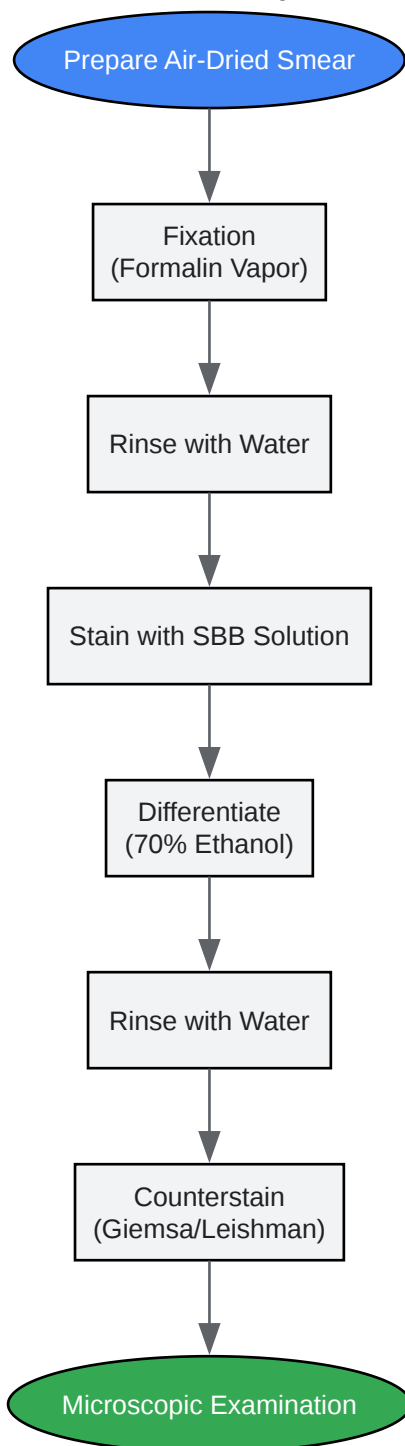 Prepare Air-Dried Smear
Fixation
(Formalin Vapor)
Rinse with Water
Stain with SBB Solution
Differentiate
(70% Ethanol)
Rinse with Water
Counterstain
(Giemsa/Leishman)
Microscopic Examination